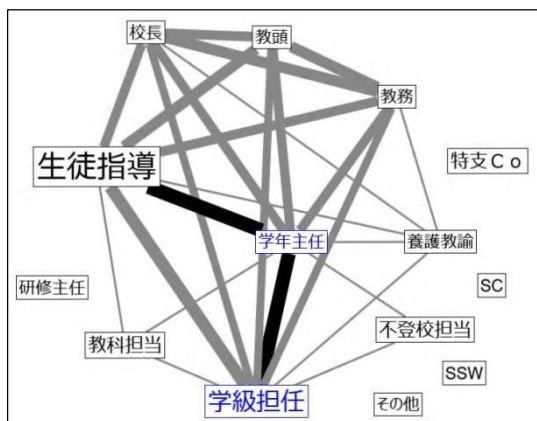 校長
教頭
教務
生徒指導
特支Ｃｏ
学年主任
養護教諭
研修主任
SC
教科担当
不登校担当
SSW
学級担任
その他